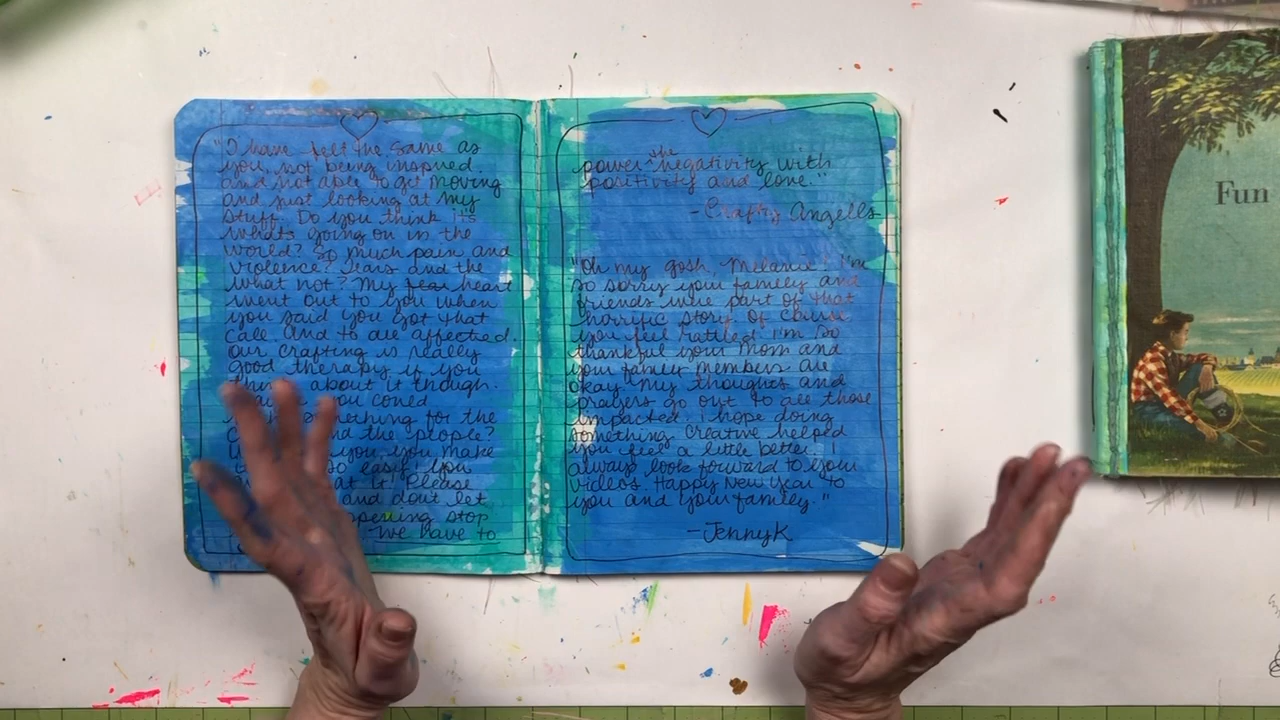 "I have felt the same as
you, not being inspired.
and not able to get moving
and just looking at my
stuff. Do you think its
whats going on in the
world? So much pain and
violence? Tears and the
what not? My heart
went out to you when
you said you got that
call. And to all affected.
our crafting is really
good therapy if you
about it though.
you could
something for the
and the people?
you, you make
so easy! You
at it! Please
and dont let
stop
We have to
power the negativity with
positivity and love."
-Crafty Angells
"Oh my gosh, Melanie! I'm
so sorry your family and
friends were part of that
horrific story. Of course
you feel rattled. I'm so
thankful your mom and
your family members are
okay. My thoughts and
prayers go out to all those
impacted. i hope doing
something creative helped
you feel a little better. I
always look forward to your
videos. Happy New Year to
you and your family."
-JennyK
Fun